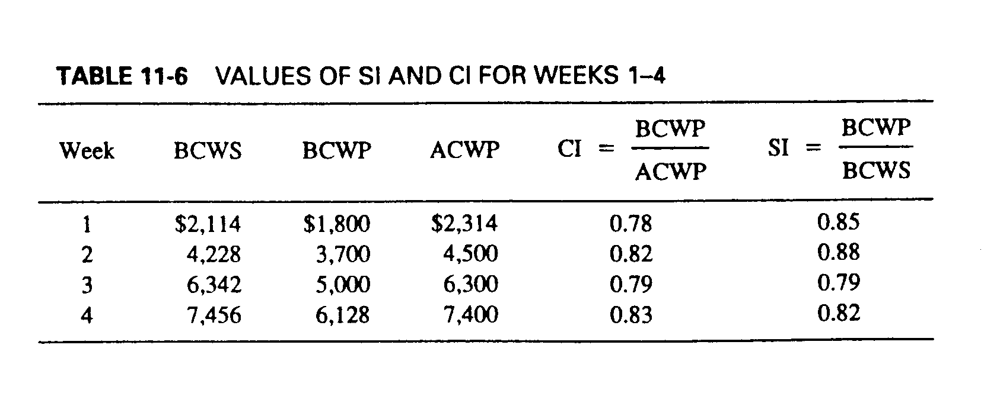 TABLE 11-6 VALUES OF SI AND CI FOR WEEKS 1–4
Week BCWS BCWP ACWP CI = BCWP / ACWP SI = BCWP / BCWS
1 $2,114 $1,800 $2,314 0.78 0.85
2 4,228 3,700 4,500 0.82 0.88
3 6,342 5,000 6,300 0.79 0.79
4 7,456 6,128 7,400 0.83 0.82